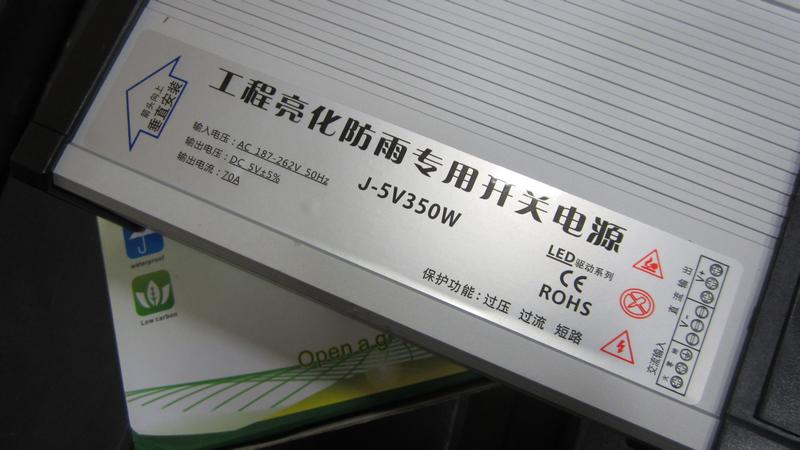 箭头向上
垂直安装
工程亮化防雨专用开关电源
输入电压：AC 187-262V 50Hz
输出电压：DC 5V±5%
输出电流：70A
J-5V350W
LED驱动系列
CE
ROHS
保护功能：过压 过流 短路
直流输出
V+
V-
交流输入
waterproof
Low carbon
Open a